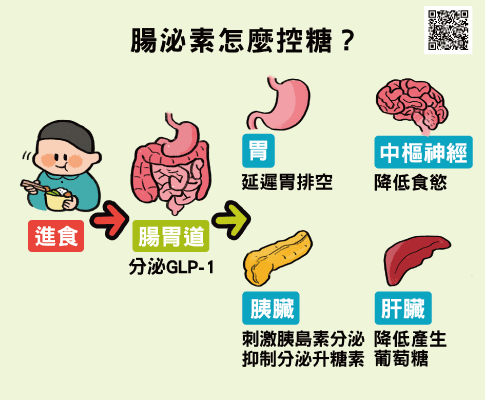 腸泌素怎麼控糖？
進食
腸胃道
分泌GLP-1
胃
延遲胃排空
中樞神經
降低食慾
胰臟
刺激胰島素分泌
抑制分泌升糖素
肝臟
降低產生
葡萄糖